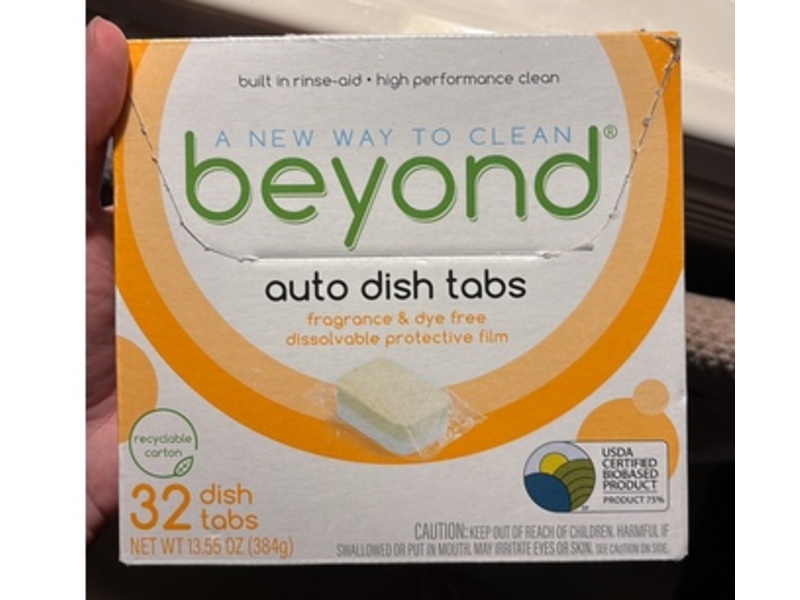 built in rinse-aid • high performance clean
A NEW WAY TO CLEAN
beyond®
auto dish tabs
fragrance & dye free
dissolvable protective film
recyclable
carton
32 dish
tabs
NET WT 13.55 OZ (384g)
USDA
CERTIFIED
BIOBASED
PRODUCT
PRODUCT 75%
CAUTION: KEEP OUT OF REACH OF CHILDREN. HARMFUL IF
SWALLOWED OR PUT IN MOUTH. MAY IRRITATE EYES OR SKIN. SEE CAUTION ON SIDE.